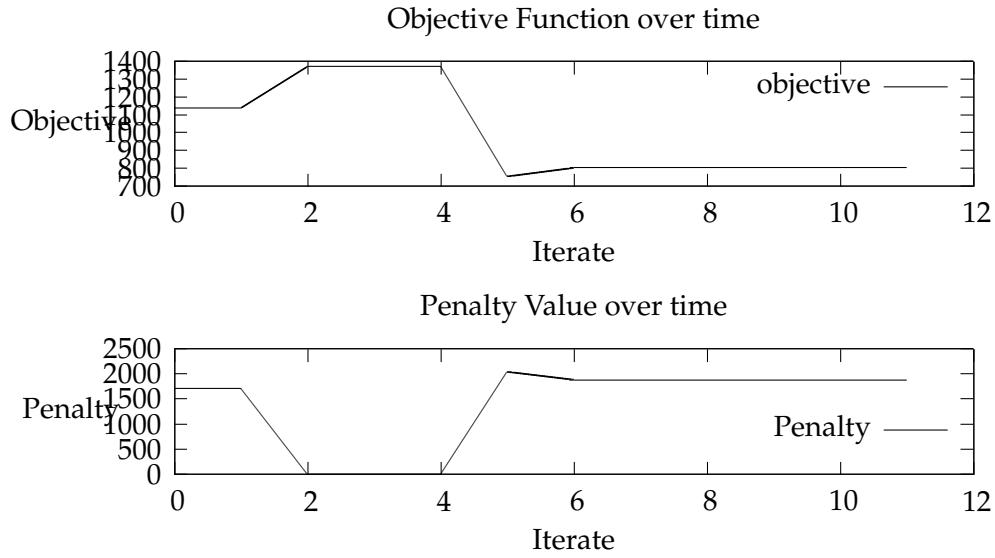 Objective Function over time
1400
1300
1200
1100
1000
900
800
700
Objective
objective
0 2 4 6 8 10 12
Iterate
Penalty Value over time
2500
2000
1500
1000
500
0
Penalty
Penalty
0 2 4 6 8 10 12
Iterate